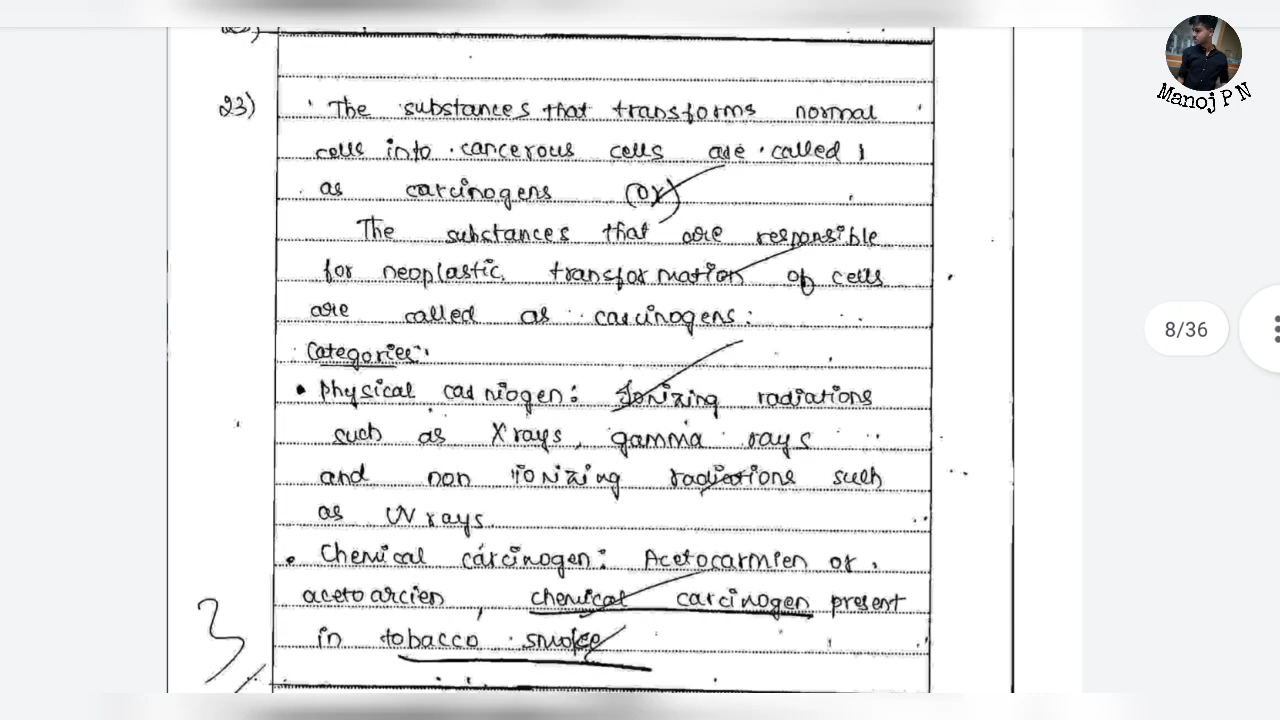 23) The substances that transforms normal
cells into cancerous cells are called
as carcinogens (or)
The substances that are responsible
for neoplastic transformation of cells
are called as carcinogens:
Categories:
• Physical carniogen: Ionizing radiations
such as X rays, gamma rays
and non ionizing radiations such
as UV rays
• Chemical carcinogen: Acetocarmien or
acetoarcien, chemical carcinogen present
in tobacco smoke
3
8/36
Manoj P N